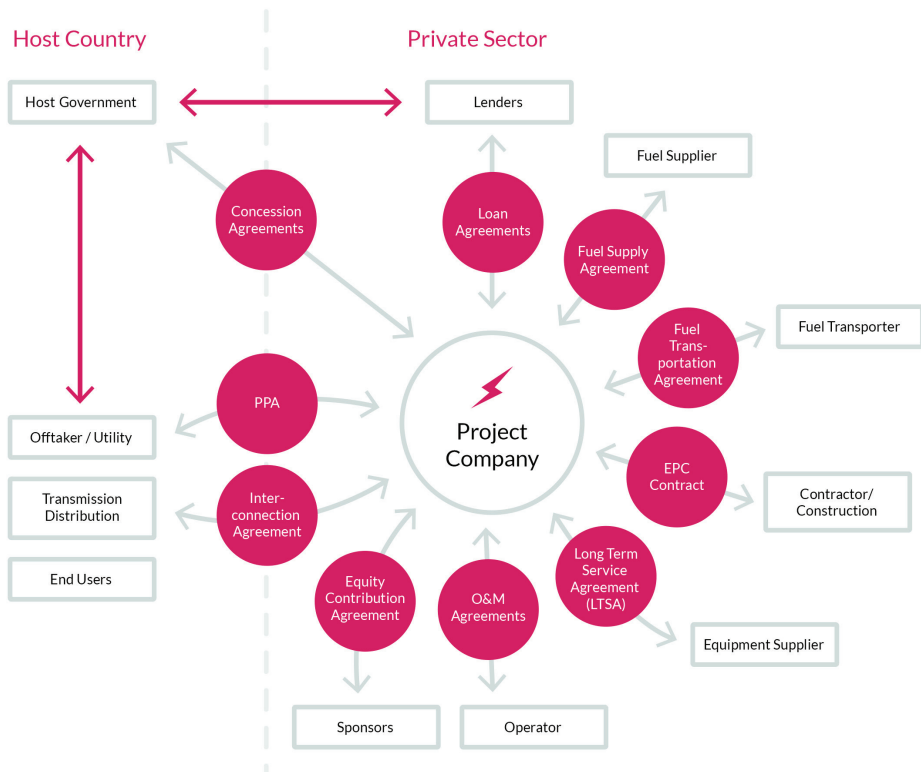 Host Country
Private Sector
Host Government
Lenders
Fuel Supplier
Concession
Agreements
Loan
Agreements
Fuel Supply
Agreement
Fuel
Trans-
portation
Agreement
Fuel Transporter
PPA
Project
Company
Offtaker / Utility
EPC
Contract
Transmission
Distribution
Inter-
connection
Agreement
Contractor/
Construction
End Users
Equity
Contribution
Agreement
O&M
Agreements
Long Term
Service
Agreement
(LTSA)
Equipment Supplier
Sponsors
Operator